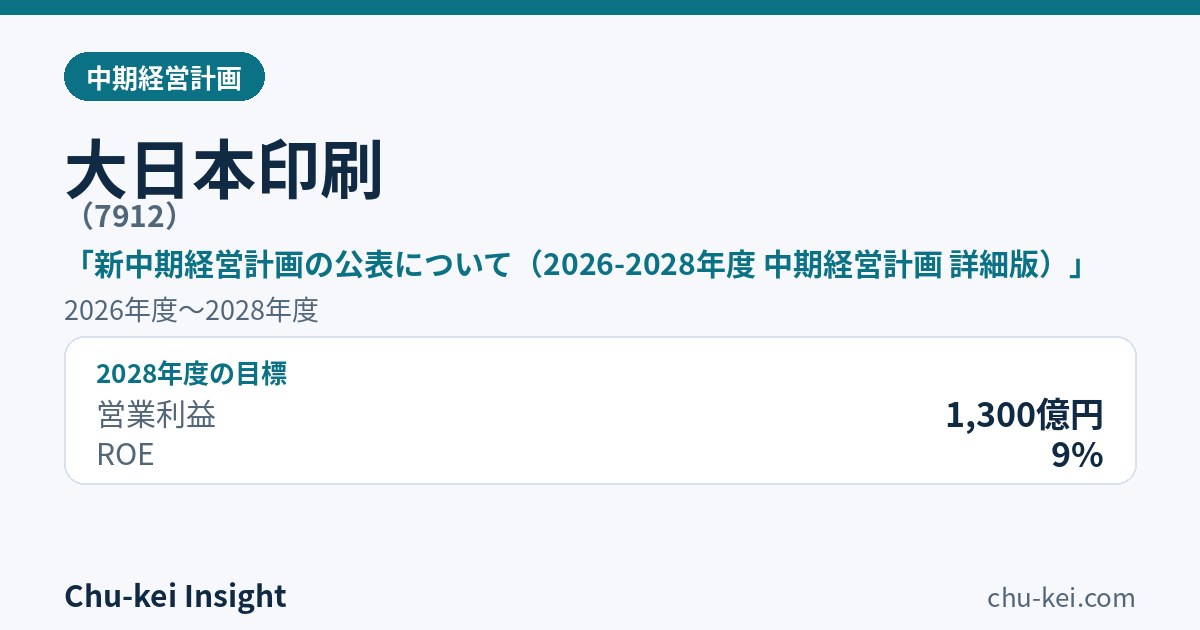 中期経営計画
大日本印刷
（7912）
「新中期経営計画の公表について（2026-2028年度 中期経営計画 詳細版）」
2026年度～2028年度
2028年度の目標
営業利益 1,300億円
ROE 9%
Chu-kei Insight chu-kei.com